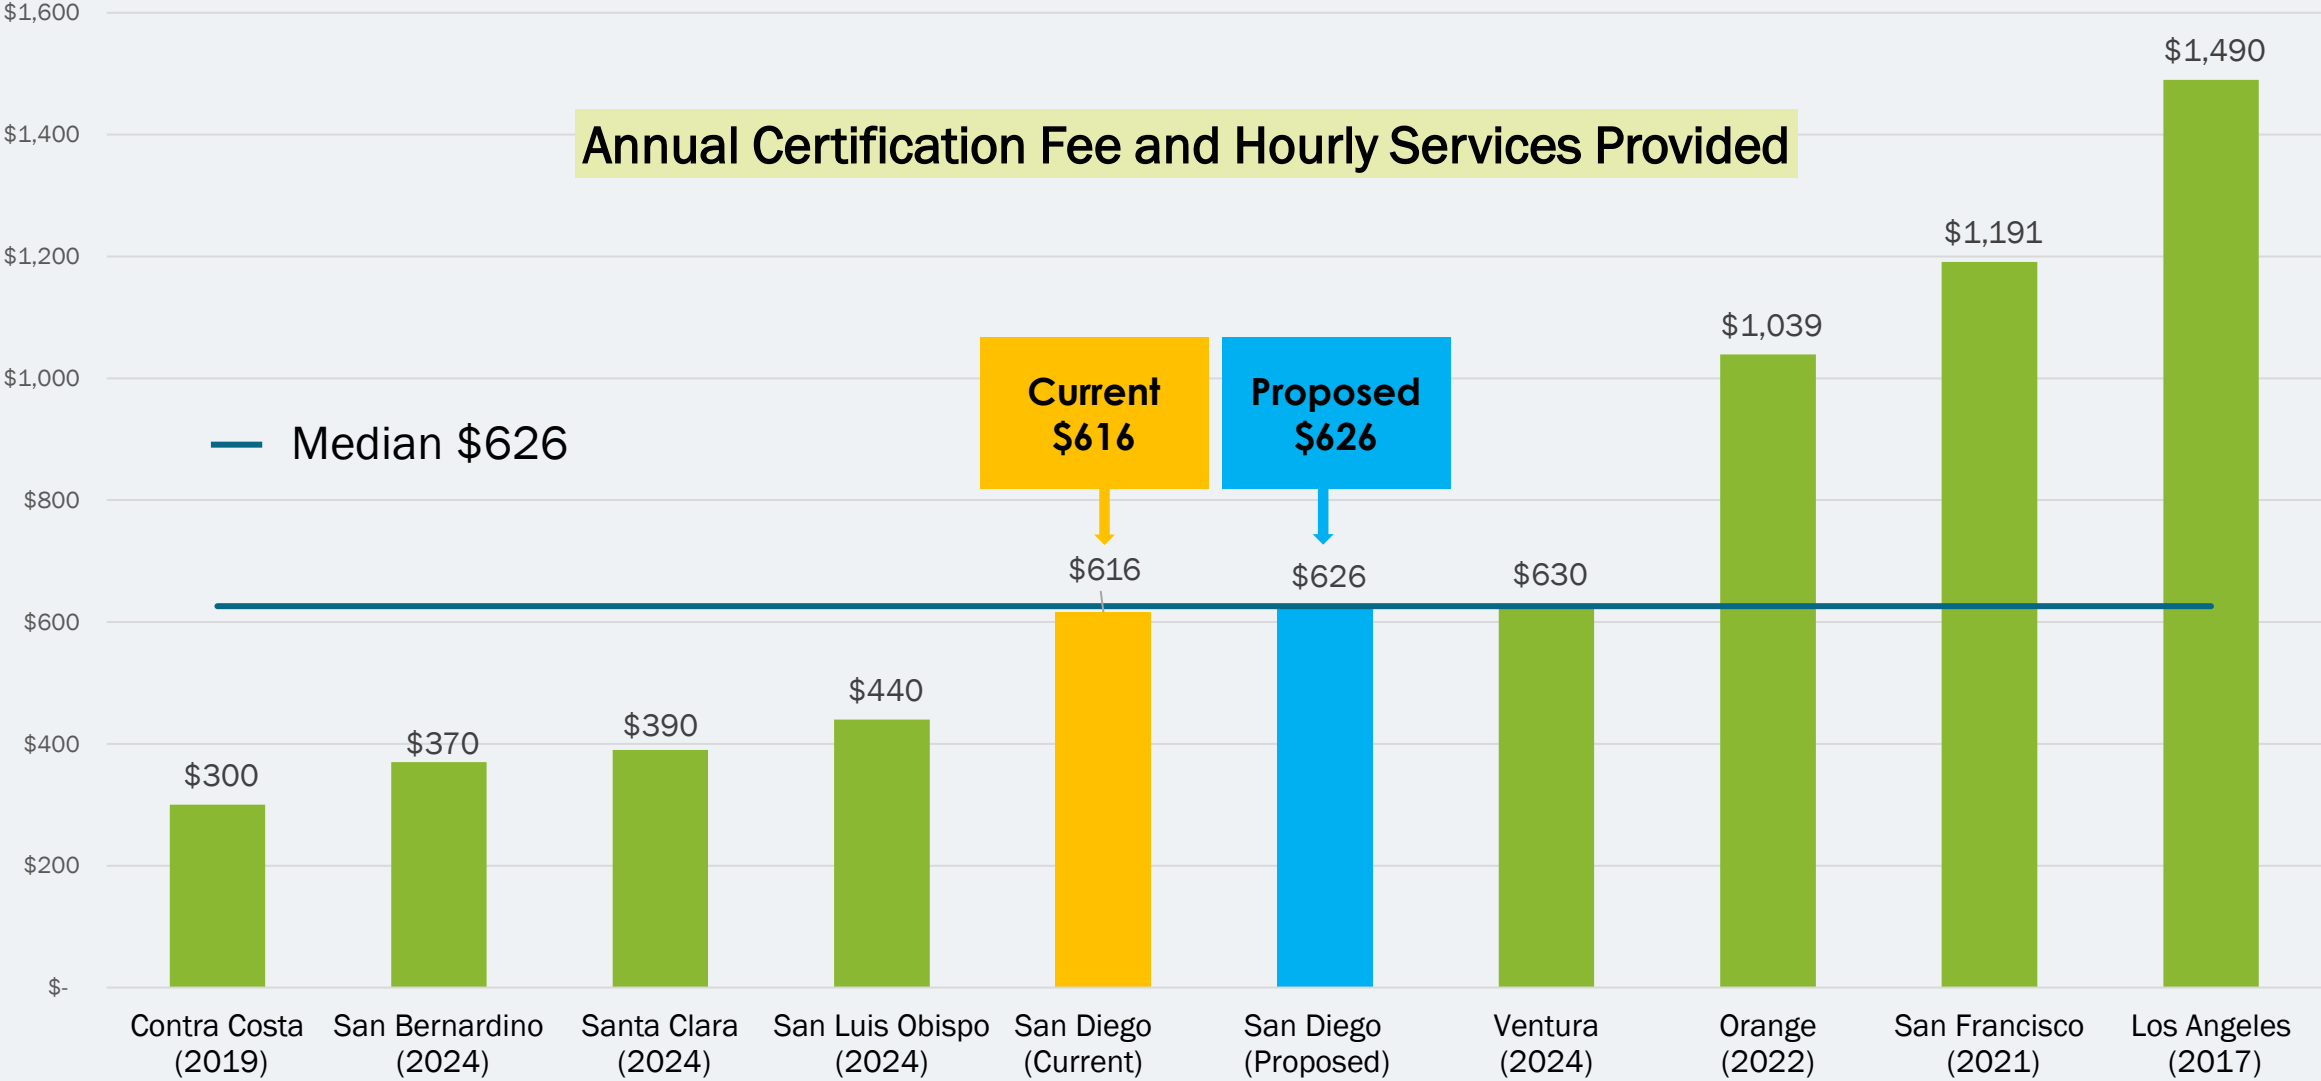 $1,600
$1,400
$1,200
$1,000
$800
$600
$400
$200
$-
Annual Certification Fee and Hourly Services Provided
Median $626
Current
$616
Proposed
$626
$300
$370
$390
$440
$616
$626
$630
$1,039
$1,191
$1,490
Contra Costa
(2019)
San Bernardino
(2024)
Santa Clara
(2024)
San Luis Obispo
(2024)
San Diego
(Current)
San Diego
(Proposed)
Ventura
(2024)
Orange
(2022)
San Francisco
(2021)
Los Angeles
(2017)